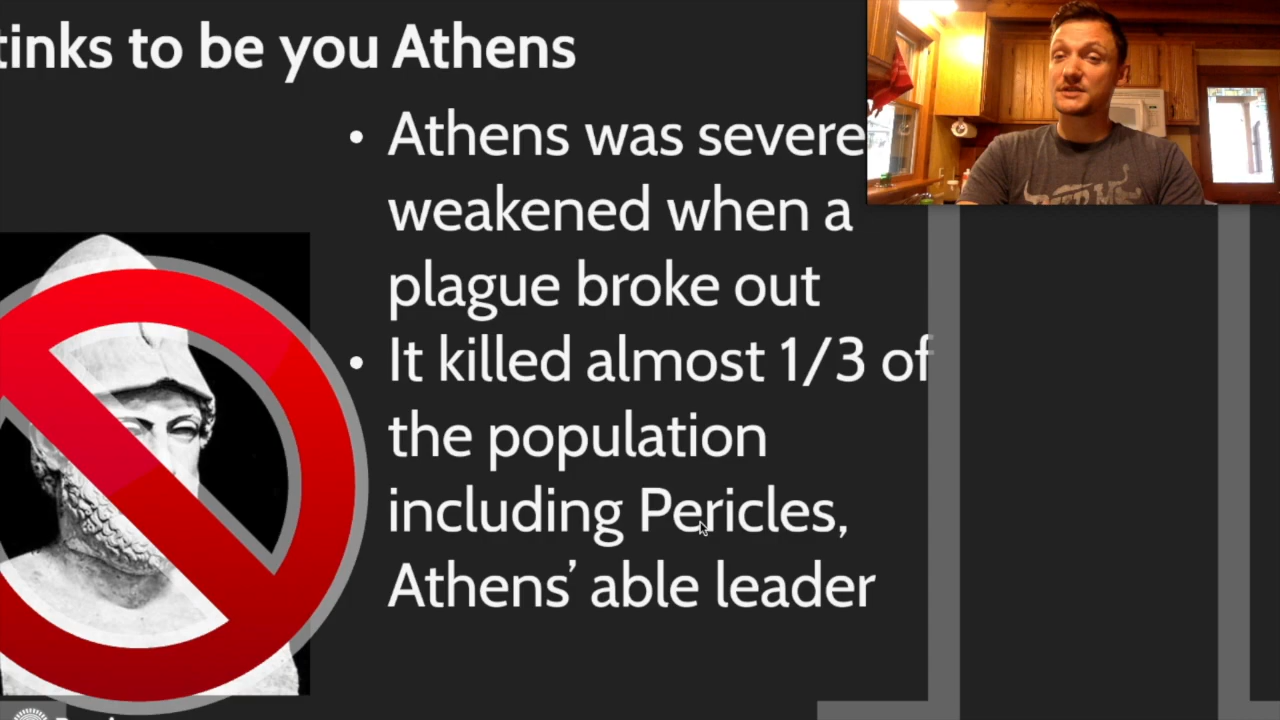 tinks to be you Athens
• Athens was severe
weakened when a
plague broke out
• It killed almost 1/3 of
the population
including Pericles,
Athens’ able leader